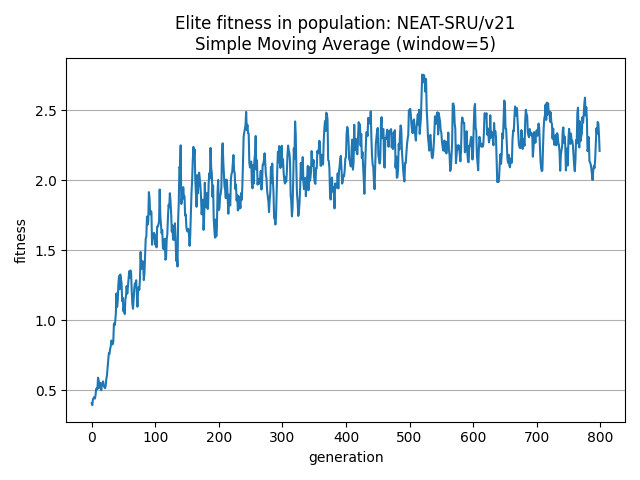 Elite fitness in population: NEAT-SRU/v21
Simple Moving Average (window=5)
fitness
2.5
2.0
1.5
1.0
0.5
0 100 200 300 400 500 600 700 800
generation